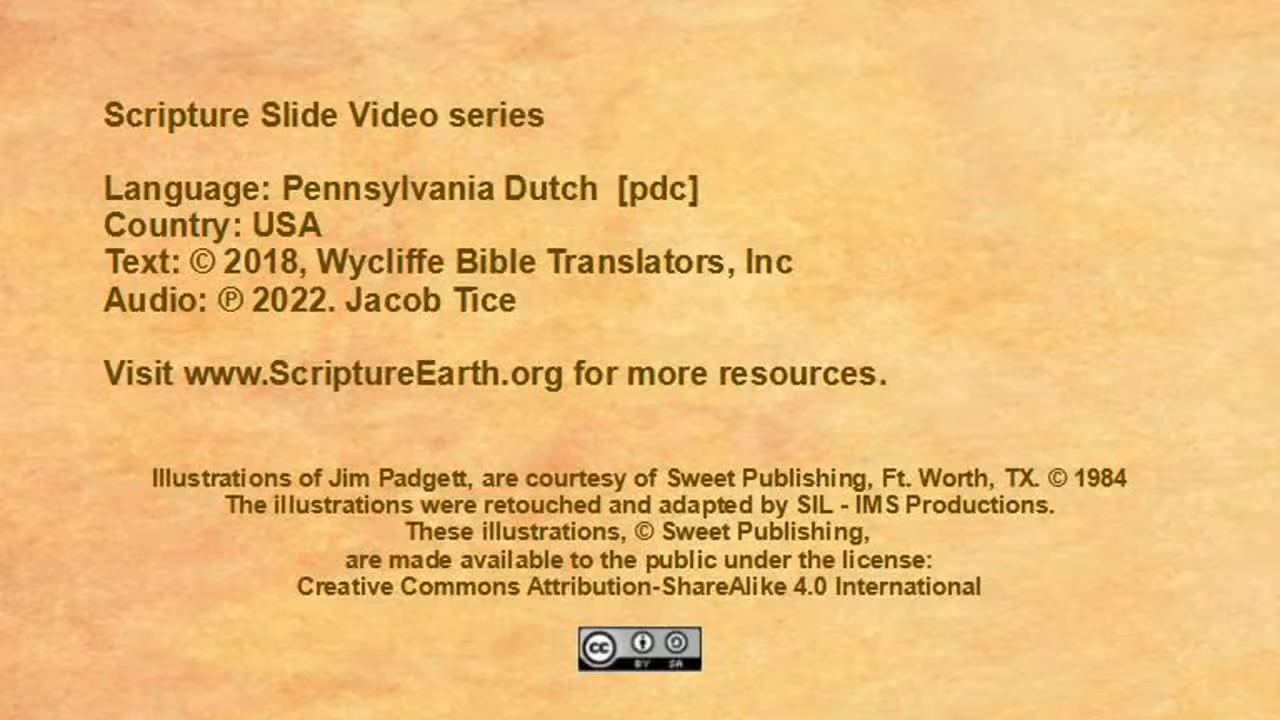 Scripture Slide Video series
Language: Pennsylvania Dutch [pdc]
Country: USA
Text: © 2018, Wycliffe Bible Translators, Inc
Audio: ℗ 2022. Jacob Tice
Visit www.ScriptureEarth.org for more resources.
Illustrations of Jim Padgett, are courtesy of Sweet Publishing, Ft. Worth, TX. © 1984
The illustrations were retouched and adapted by SIL - IMS Productions.
These illustrations, © Sweet Publishing,
are made available to the public under the license:
Creative Commons Attribution-ShareAlike 4.0 International
cc BY SA